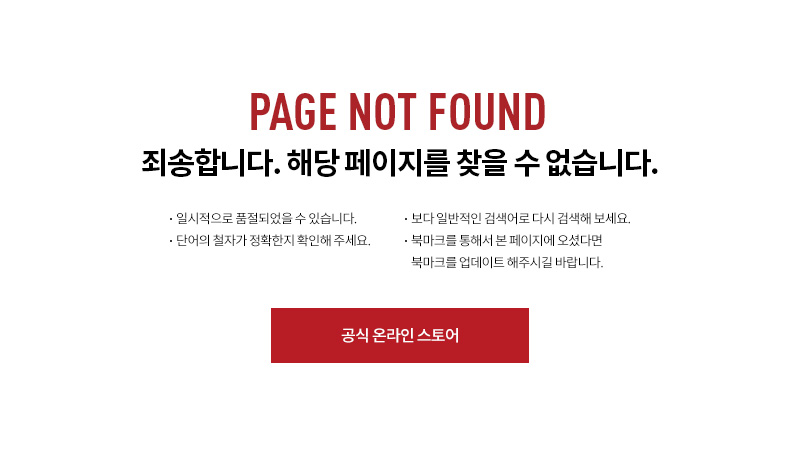 PAGE NOT FOUND
죄송합니다. 해당 페이지를 찾을 수 없습니다.
· 일시적으로 품절되었을 수 있습니다.
· 단어의 철자가 정확한지 확인해 주세요.
· 보다 일반적인 검색어로 다시 검색해 보세요.
· 북마크를 통해서 본 페이지에 오셨다면
북마크를 업데이트 해주시길 바랍니다.
공식 온라인 스토어